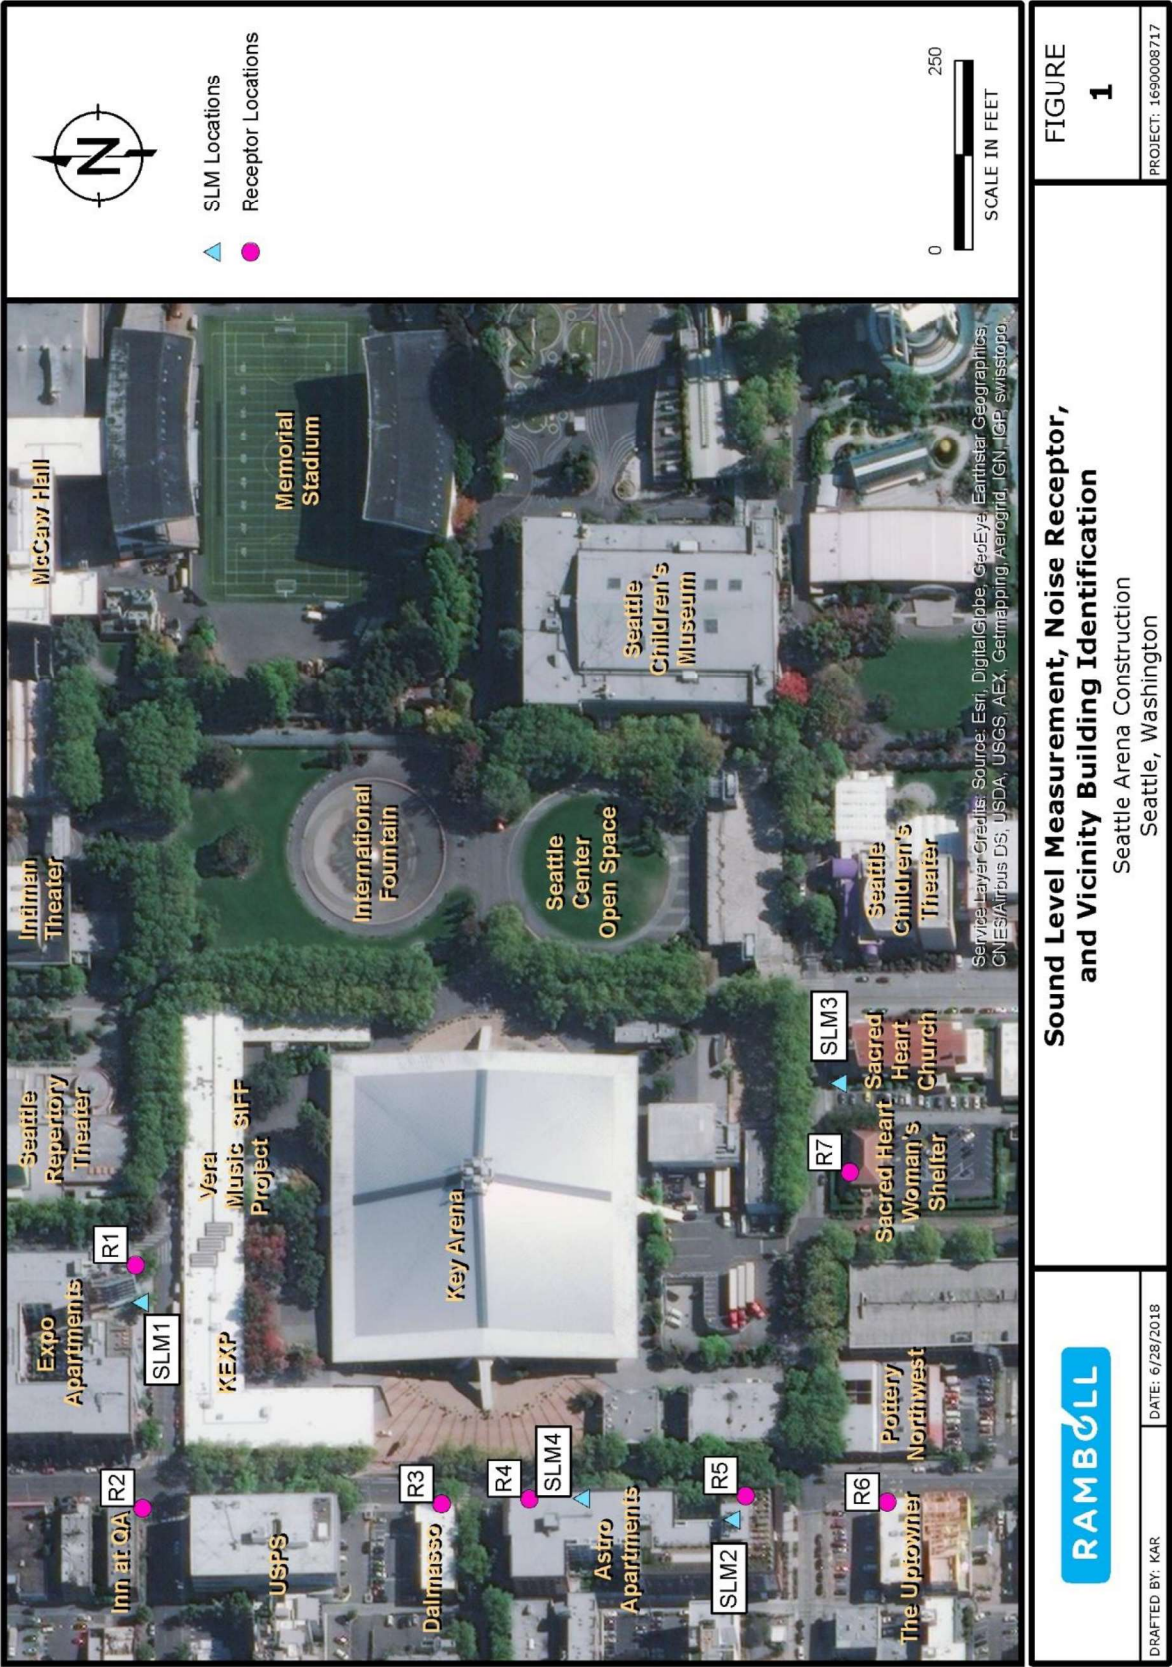 McCaw Hall
Intiman
Theater
Seattle
Repertory
Theater
Expo
Apartments
R1
SLM1
Inn at QA
R2
Memorial
Stadium
Vera
Music
Project
SIFF
KEXP
USPS
International
Fountain
Key Arena
R3
Dalmasso
R4
SLM4
Seattle
Center
Open Space
Seattle
Children's
Museum
Astro
Apartments
R5
SLM2
SLM3
R7
Sacred
Heart
Church
Sacred Heart
Woman's
Shelter
Seattle
Children's
Theater
Pottery
Northwest
R6
The Uptowner
Service Layer Credits: Source: Esri, DigitalGlobe, GeoEye, Earthstar Geographics,
CNES/Airbus DS, USDA, USGS, AEX, Getmapping, Aerogrid, IGN, IGP, swisstopo,
N
SLM Locations
Receptor Locations
0 250
SCALE IN FEET
RAMBOLL
DRAFTED BY: KAR
DATE: 6/28/2018
Sound Level Measurement, Noise Receptor,
and Vicinity Building Identification
Seattle Arena Construction
Seattle, Washington
FIGURE
1
PROJECT: 1690008717